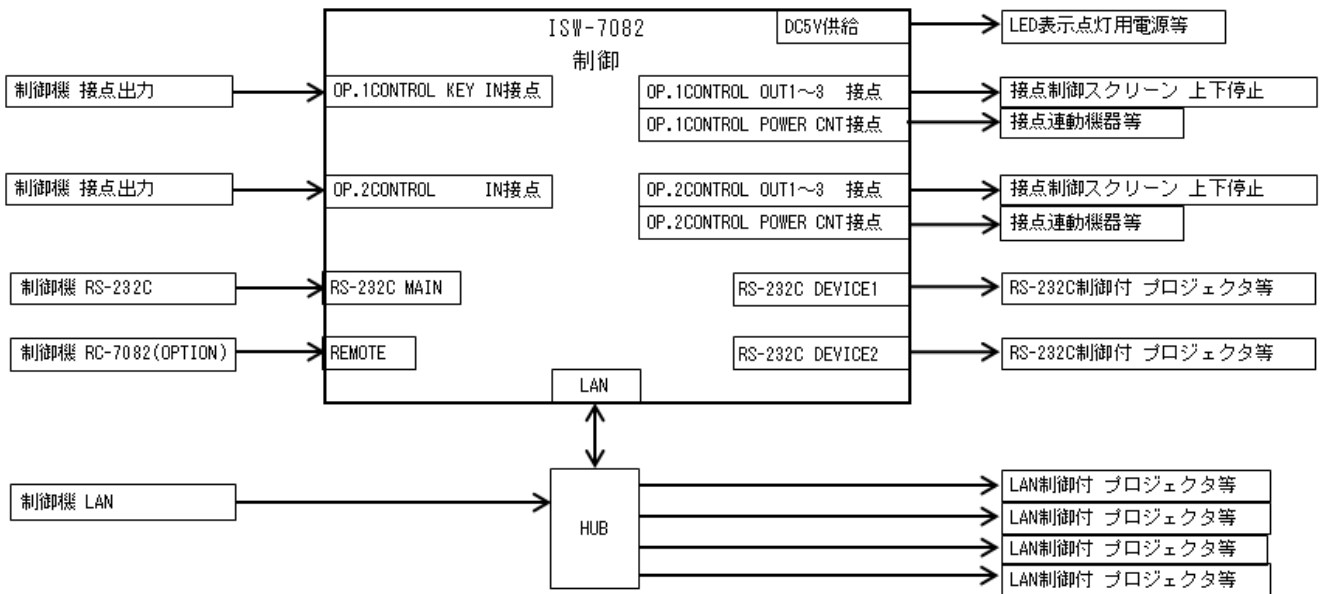 ISW-7082
制御
DC5V供給
LED表示点灯用電源等
制御機 接点出力
OP.1CONTROL KEY IN接点
OP.1CONTROL OUT1～3 接点
接点制御スクリーン 上下停止
OP.1CONTROL POWER CNT接点
接点連動機器等
制御機 接点出力
OP.2CONTROL IN接点
OP.2CONTROL OUT1～3 接点
接点制御スクリーン 上下停止
OP.2CONTROL POWER CNT接点
接点連動機器等
制御機 RS-232C
RS-232C MAIN
RS-232C DEVICE1
RS-232C制御付 プロジェクタ等
制御機 RC-7082(OPTION)
REMOTE
RS-232C DEVICE2
RS-232C制御付 プロジェクタ等
LAN
制御機 LAN
HUB
LAN制御付 プロジェクタ等
LAN制御付 プロジェクタ等
LAN制御付 プロジェクタ等
LAN制御付 プロジェクタ等